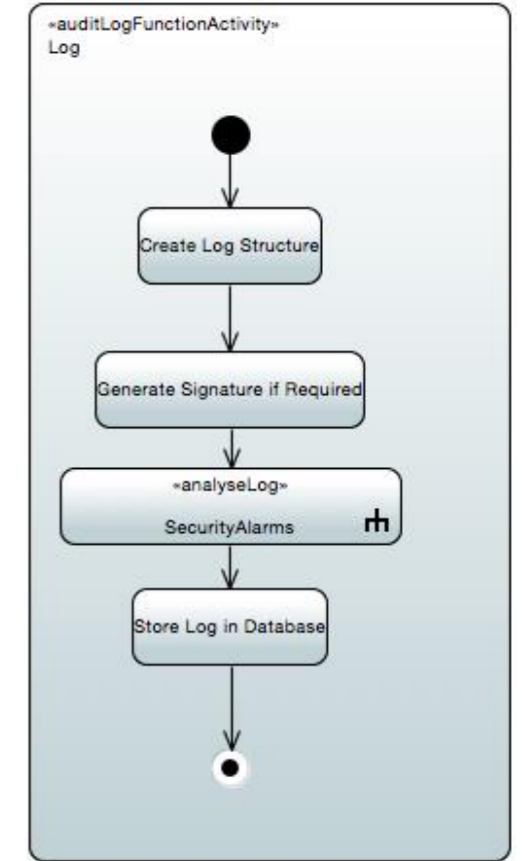 «auditLogFunctionActivity»
Log
Create Log Structure
Generate Signature if Required
«analyseLog»
SecurityAlarms
Store Log in Database